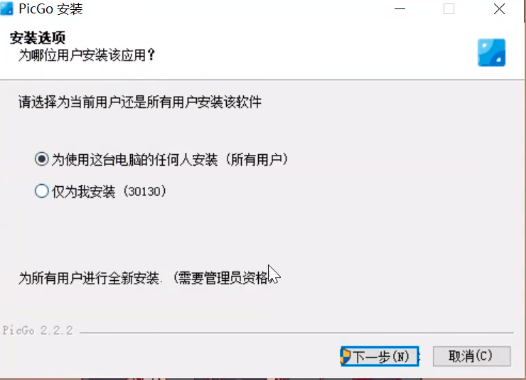 PicGo 安装
安装选项
为哪位用户安装该应用？
请选择为当前用户还是所有用户安装该软件
为使用这台电脑的任何人安装（所有用户）
仅为我安装（30130）
为所有用户进行全新安装．（需要管理员资格
PicGo 2.2.2
下一步(N)
取消(C)